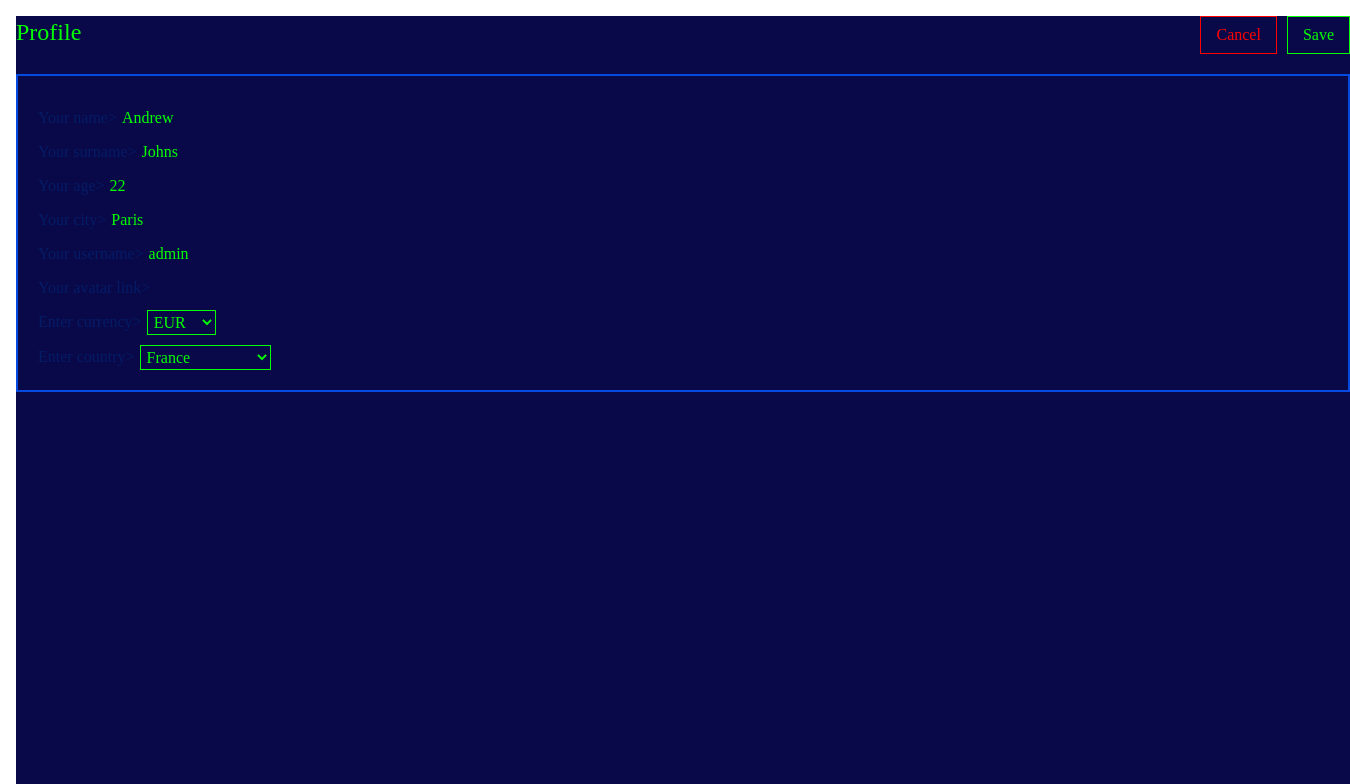 Profile
Cancel
Save
Your name> Andrew
Your surname> Johns
Your age> 22
Your city> Paris
Your username> admin
Your avatar link>
Enter currency> EUR
Enter country> France